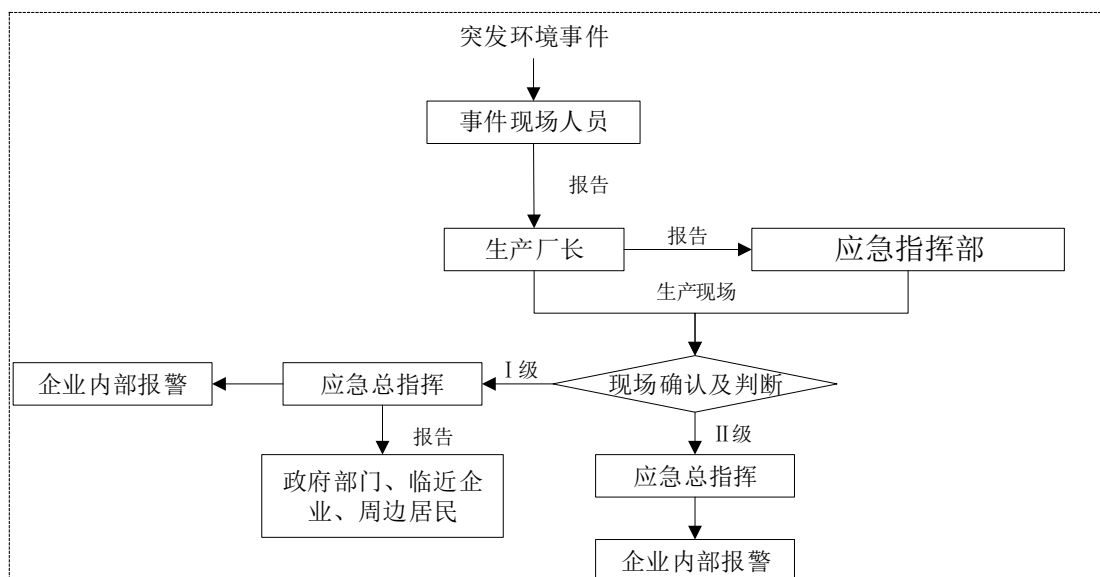 突发环境事件
事件现场人员
报告
生产厂长
报告
应急指挥部
生产现场
现场确认及判断
Ⅰ级
应急总指挥
企业内部报警
报告
政府部门、临近企
业、周边居民
Ⅱ级
应急总指挥
企业内部报警